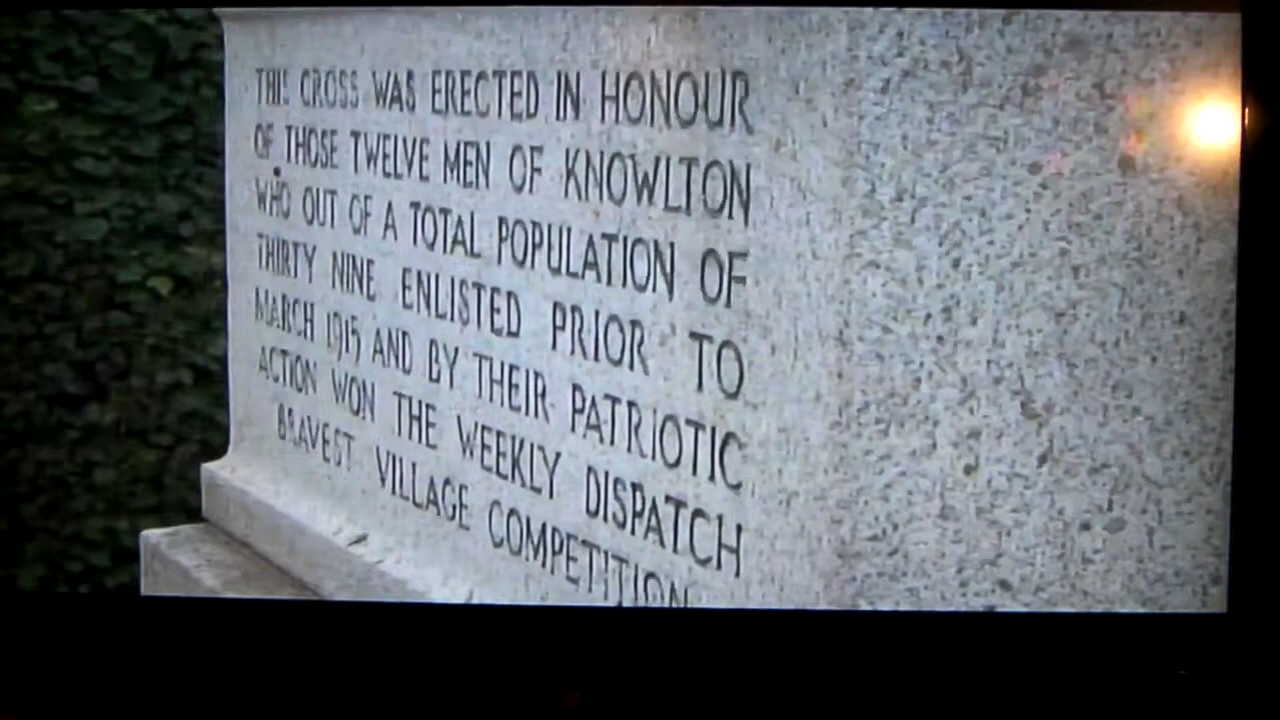 THIS CROSS WAS ERECTED IN HONOUR
OF THOSE TWELVE MEN OF KNOWLTON
WHO OUT OF A TOTAL POPULATION OF
THIRTY NINE ENLISTED PRIOR TO
MARCH 1915 AND BY THEIR PATRIOTIC
ACTION WON THE WEEKLY DISPATCH
BRAVEST VILLAGE COMPETITION